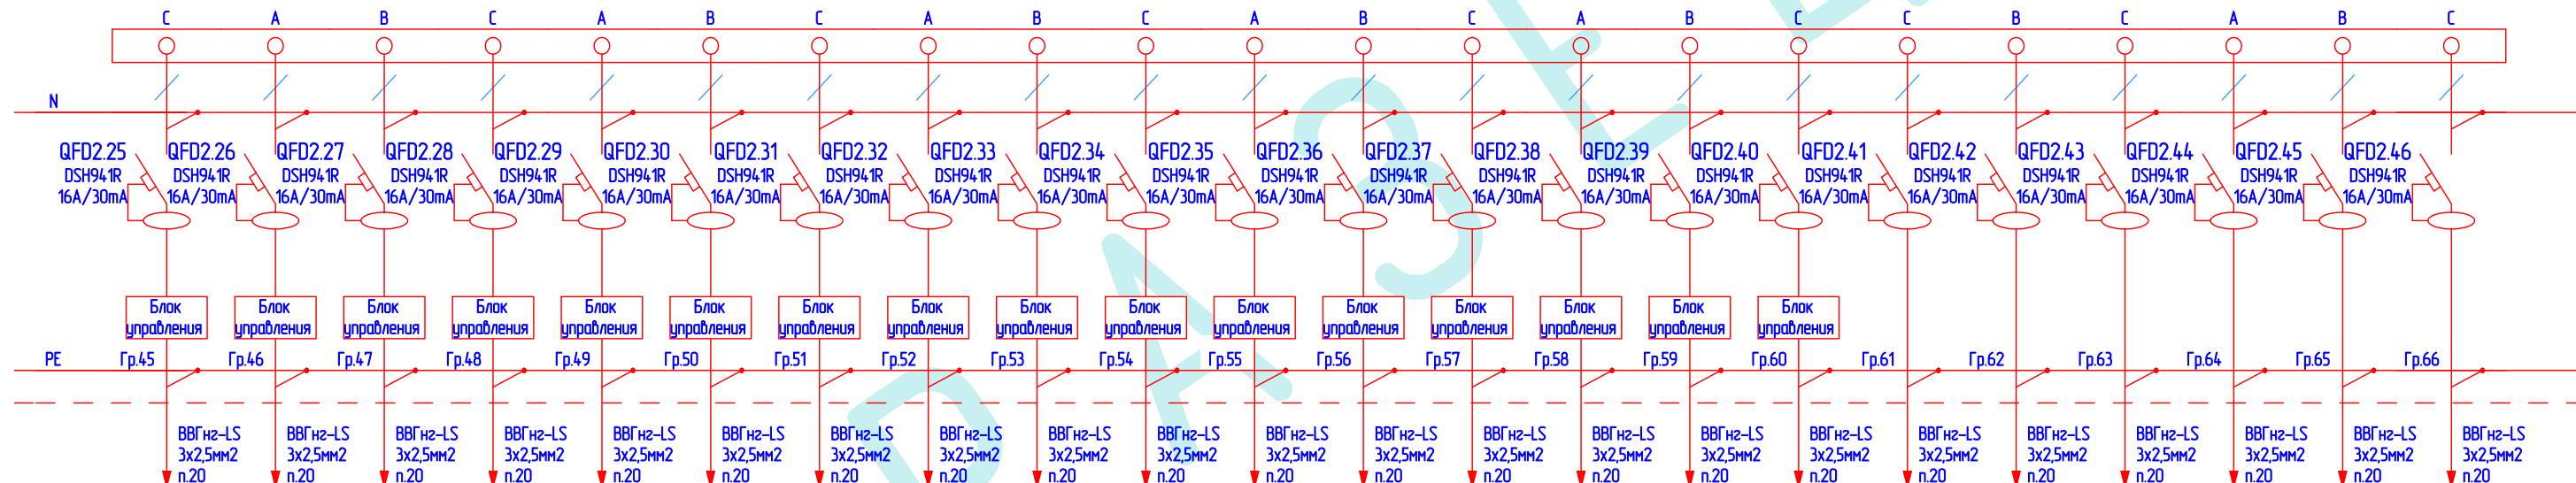 C A B C A B C A B C A B C A B C C B C A B C
N
QFD2.25 QFD2.26 QFD2.27 QFD2.28 QFD2.29 QFD2.30 QFD2.31 QFD2.32 QFD2.33 QFD2.34 QFD2.35 QFD2.36 QFD2.37 QFD2.38 QFD2.39 QFD2.40 QFD2.41 QFD2.42 QFD2.43 QFD2.44 QFD2.45 QFD2.46
DSH941R DSH941R DSH941R DSH941R DSH941R DSH941R DSH941R DSH941R DSH941R DSH941R DSH941R DSH941R DSH941R DSH941R DSH941R DSH941R DSH941R DSH941R DSH941R DSH941R DSH941R DSH941R
16A/30mA 16A/30mA 16A/30mA 16A/30mA 16A/30mA 16A/30mA 16A/30mA 16A/30mA 16A/30mA 16A/30mA 16A/30mA 16A/30mA 16A/30mA 16A/30mA 16A/30mA 16A/30mA 16A/30mA 16A/30mA 16A/30mA 16A/30mA 16A/30mA 16A/30mA
Блок Блок Блок Блок Блок Блок Блок Блок Блок Блок Блок Блок Блок Блок Блок Блок
управления управления управления управления управления управления управления управления управления управления управления управления управления управления управления управления
PE Гр.45 Гр.46 Гр.47 Гр.48 Гр.49 Гр.50 Гр.51 Гр.52 Гр.53 Гр.54 Гр.55 Гр.56 Гр.57 Гр.58 Гр.59 Гр.60 Гр.61 Гр.62 Гр.63 Гр.64 Гр.65 Гр.66
ВВГнг-LS ВВГнг-LS ВВГнг-LS ВВГнг-LS ВВГнг-LS ВВГнг-LS ВВГнг-LS ВВГнг-LS ВВГнг-LS ВВГнг-LS ВВГнг-LS ВВГнг-LS ВВГнг-LS ВВГнг-LS ВВГнг-LS ВВГнг-LS ВВГнг-LS ВВГнг-LS ВВГнг-LS ВВГнг-LS ВВГнг-LS ВВГнг-LS
3х2,5мм2 3х2,5мм2 3х2,5мм2 3х2,5мм2 3х2,5мм2 3х2,5мм2 3х2,5мм2 3х2,5мм2 3х2,5мм2 3х2,5мм2 3х2,5мм2 3х2,5мм2 3х2,5мм2 3х2,5мм2 3х2,5мм2 3х2,5мм2 3х2,5мм2 3х2,5мм2 3х2,5мм2 3х2,5мм2 3х2,5мм2 3х2,5мм2
п.20 п.20 п.20 п.20 п.20 п.20 п.20 п.20 п.20 п.20 п.20 п.20 п.20 п.20 п.20 п.20 п.20 п.20 п.20 п.20 п.20 п.20